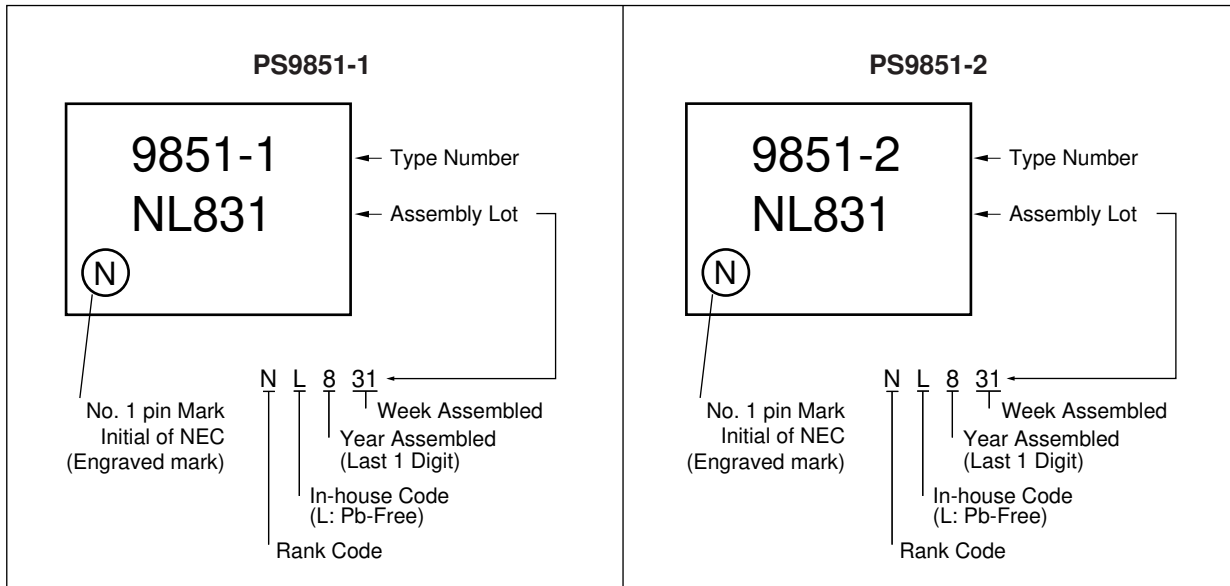 PS9851-1
9851-1
Type Number
NL831
Assembly Lot
N
N L 8 31
No. 1 pin Mark
Initial of NEC
(Engraved mark)
Week Assembled
Year Assembled
(Last 1 Digit)
In-house Code
(L: Pb-Free)
Rank Code
PS9851-2
9851-2
Type Number
NL831
Assembly Lot
N
N L 8 31
No. 1 pin Mark
Initial of NEC
(Engraved mark)
Week Assembled
Year Assembled
(Last 1 Digit)
In-house Code
(L: Pb-Free)
Rank Code